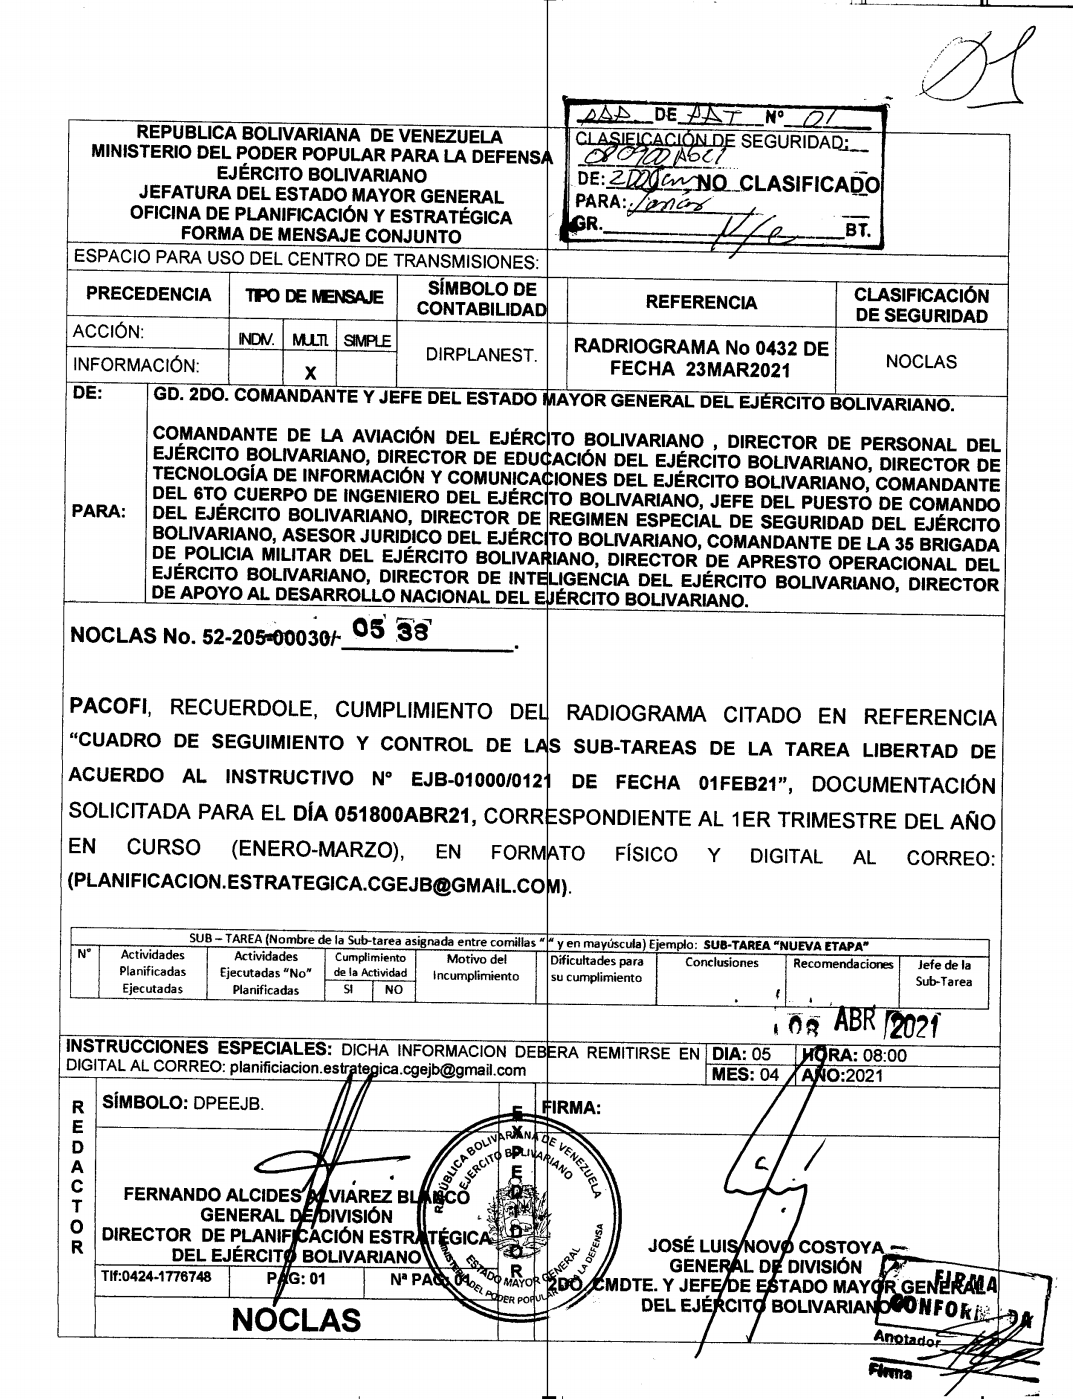 01
DE Nº 01
CLASIFICACIÓN DE SEGURIDAD:
DE: NO CLASIFICADO
PARA:
GR. BT.
REPUBLICA BOLIVARIANA DE VENEZUELA
MINISTERIO DEL PODER POPULAR PARA LA DEFENSA
EJÉRCITO BOLIVARIANO
JEFATURA DEL ESTADO MAYOR GENERAL
OFICINA DE PLANIFICACIÓN Y ESTRATÉGICA
FORMA DE MENSAJE CONJUNTO
ESPACIO PARA USO DEL CENTRO DE TRANSMISIONES:
PRECEDENCIA TIPO DE MENSAJE SÍMBOLO DE CONTABILIDAD REFERENCIA CLASIFICACIÓN DE SEGURIDAD
ACCIÓN: INDIV. MULTI. SIMPLE DIRPLANEST. RADRIOGRAMA No 0432 DE FECHA 23MAR2021 NOCLAS
INFORMACIÓN: X
DE: GD. 2DO. COMANDANTE Y JEFE DEL ESTADO MAYOR GENERAL DEL EJÉRCITO BOLIVARIANO.
PARA:
COMANDANTE DE LA AVIACIÓN DEL EJÉRCITO BOLIVARIANO , DIRECTOR DE PERSONAL DEL
EJÉRCITO BOLIVARIANO, DIRECTOR DE EDUCACIÓN DEL EJÉRCITO BOLIVARIANO, DIRECTOR DE
TECNOLOGÍA DE INFORMACIÓN Y COMUNICACIONES DEL EJÉRCITO BOLIVARIANO, COMANDANTE
DEL 6TO CUERPO DE INGENIERO DEL EJÉRCITO BOLIVARIANO, JEFE DEL PUESTO DE COMANDO
DEL EJÉRCITO BOLIVARIANO, DIRECTOR DE REGIMEN ESPECIAL DE SEGURIDAD DEL EJÉRCITO
BOLIVARIANO, ASESOR JURIDICO DEL EJÉRCITO BOLIVARIANO, COMANDANTE DE LA 35 BRIGADA
DE POLICIA MILITAR DEL EJÉRCITO BOLIVARIANO, DIRECTOR DE APRESTO OPERACIONAL DEL
EJÉRCITO BOLIVARIANO, DIRECTOR DE INTELIGENCIA DEL EJÉRCITO BOLIVARIANO, DIRECTOR
DE APOYO AL DESARROLLO NACIONAL DEL EJÉRCITO BOLIVARIANO.
NOCLAS No. 52-205-00030/- 05 38.
PACOFI, RECUERDOLE, CUMPLIMIENTO DEL RADIOGRAMA CITADO EN REFERENCIA
“CUADRO DE SEGUIMIENTO Y CONTROL DE LAS SUB-TAREAS DE LA TAREA LIBERTAD DE
ACUERDO AL INSTRUCTIVO N° EJB-01000/0121 DE FECHA 01FEB21”, DOCUMENTACIÓN
SOLICITADA PARA EL DÍA 051800ABR21, CORRESPONDIENTE AL 1ER TRIMESTRE DEL AÑO
EN CURSO (ENERO-MARZO), EN FORMATO FÍSICO Y DIGITAL AL CORREO:
(PLANIFICACION.ESTRATEGICA.CGEJB@GMAIL.COM).
SUB – TAREA (Nombre de la Sub-tarea asignada entre comillas “ “ y en mayúscula) Ejemplo: SUB-TAREA “NUEVA ETAPA”
N° Actividades Planificadas Ejecutadas Actividades Ejecutadas “No” Planificadas Cumplimiento de la Actividad Motivo del Incumplimiento Dificultades para su cumplimiento Conclusiones Recomendaciones Jefe de la Sub-Tarea
SI NO
08 ABR 2021
INSTRUCCIONES ESPECIALES: DICHA INFORMACION DEBERA REMITIRSE EN DIA: 05 HORA: 08:00
DIGITAL AL CORREO: planificiacion.estrategica.cgejb@gmail.com MES: 04 AÑO:2021
REDACTOR
SÍMBOLO: DPEEJB.
EXPEDIDOR
FIRMA:
REPÚBLICA BOLIVARIANA DE VENEZUELA
EJERCITO BOLIVARIANO
ESTADO MAYOR GENERAL
MINISTERIO DEL PODER POPULAR PARA LA DEFENSA
FERNANDO ALCIDES ALVIAREZ BLANCO
GENERAL DE DIVISIÓN
DIRECTOR DE PLANIFICACIÓN ESTRATÉGICA
DEL EJÉRCITO BOLIVARIANO
Tlf:0424-1776748 PAG: 01 Nª PAG: 01
NOCLAS
JOSÉ LUIS NOVO COSTOYA
GENERAL DE DIVISIÓN
2DO. CMDTE. Y JEFE DE ESTADO MAYOR GENERAL
DEL EJÉRCITO BOLIVARIANO
FIRMA
CONFORMADA
Anotador
Firma